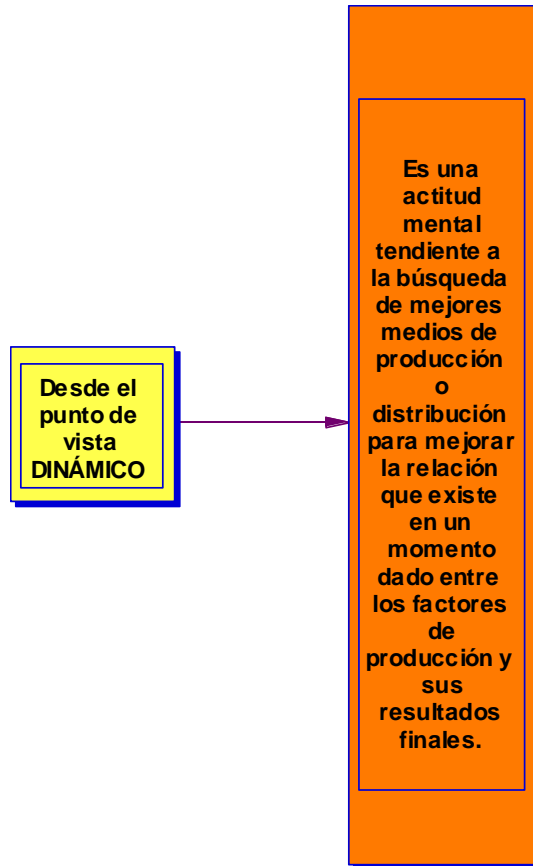 Desde el
punto de
vista
DINÁMICO
Es una
actitud
mental
tendiente a
la búsqueda
de mejores
medios de
producción
o
distribución
para mejorar
la relación
que existe
en un
momento
dado entre
los factores
de
producción y
sus
resultados
finales.